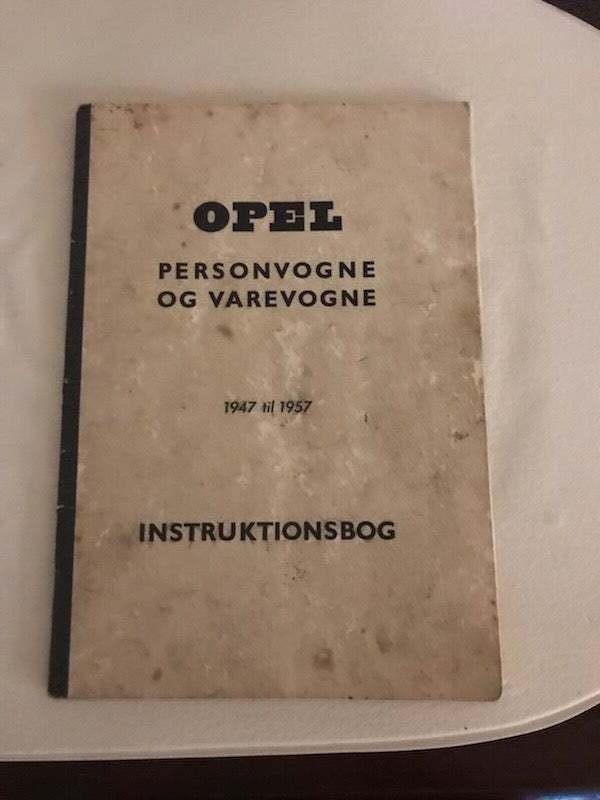 OPEL
PERSONVOGNE
OG VAREVOGNE
1947 til 1957
INSTRUKTIONSBOG